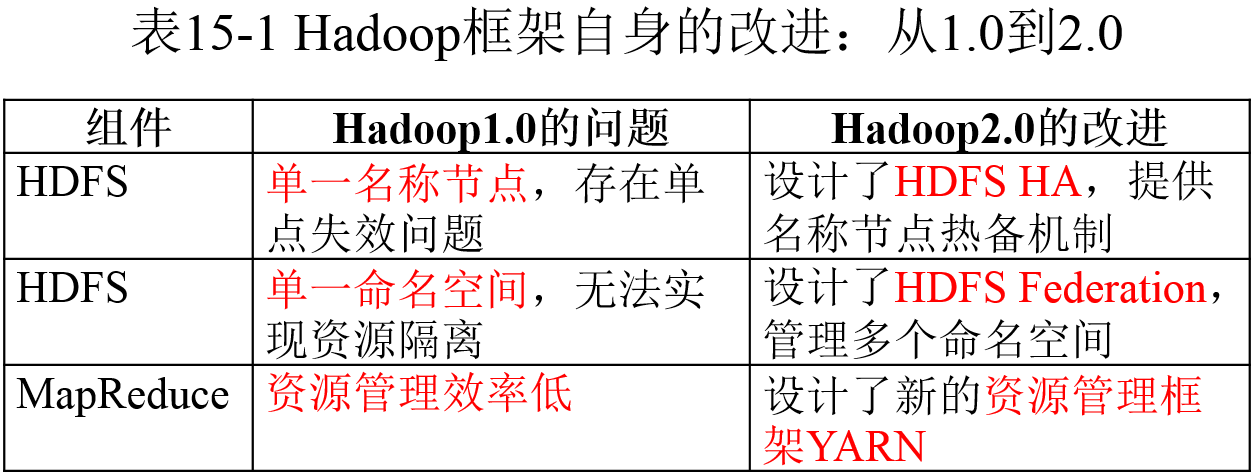 表15-1 Hadoop框架自身的改进：从1.0到2.0
组件
Hadoop1.0的问题
Hadoop2.0的改进
HDFS
单一名称节点，存在单
点失效问题
设计了HDFS HA，提供
名称节点热备机制
HDFS
单一命名空间，无法实
现资源隔离
设计了HDFS Federation，
管理多个命名空间
MapReduce
资源管理效率低
设计了新的资源管理框
架YARN